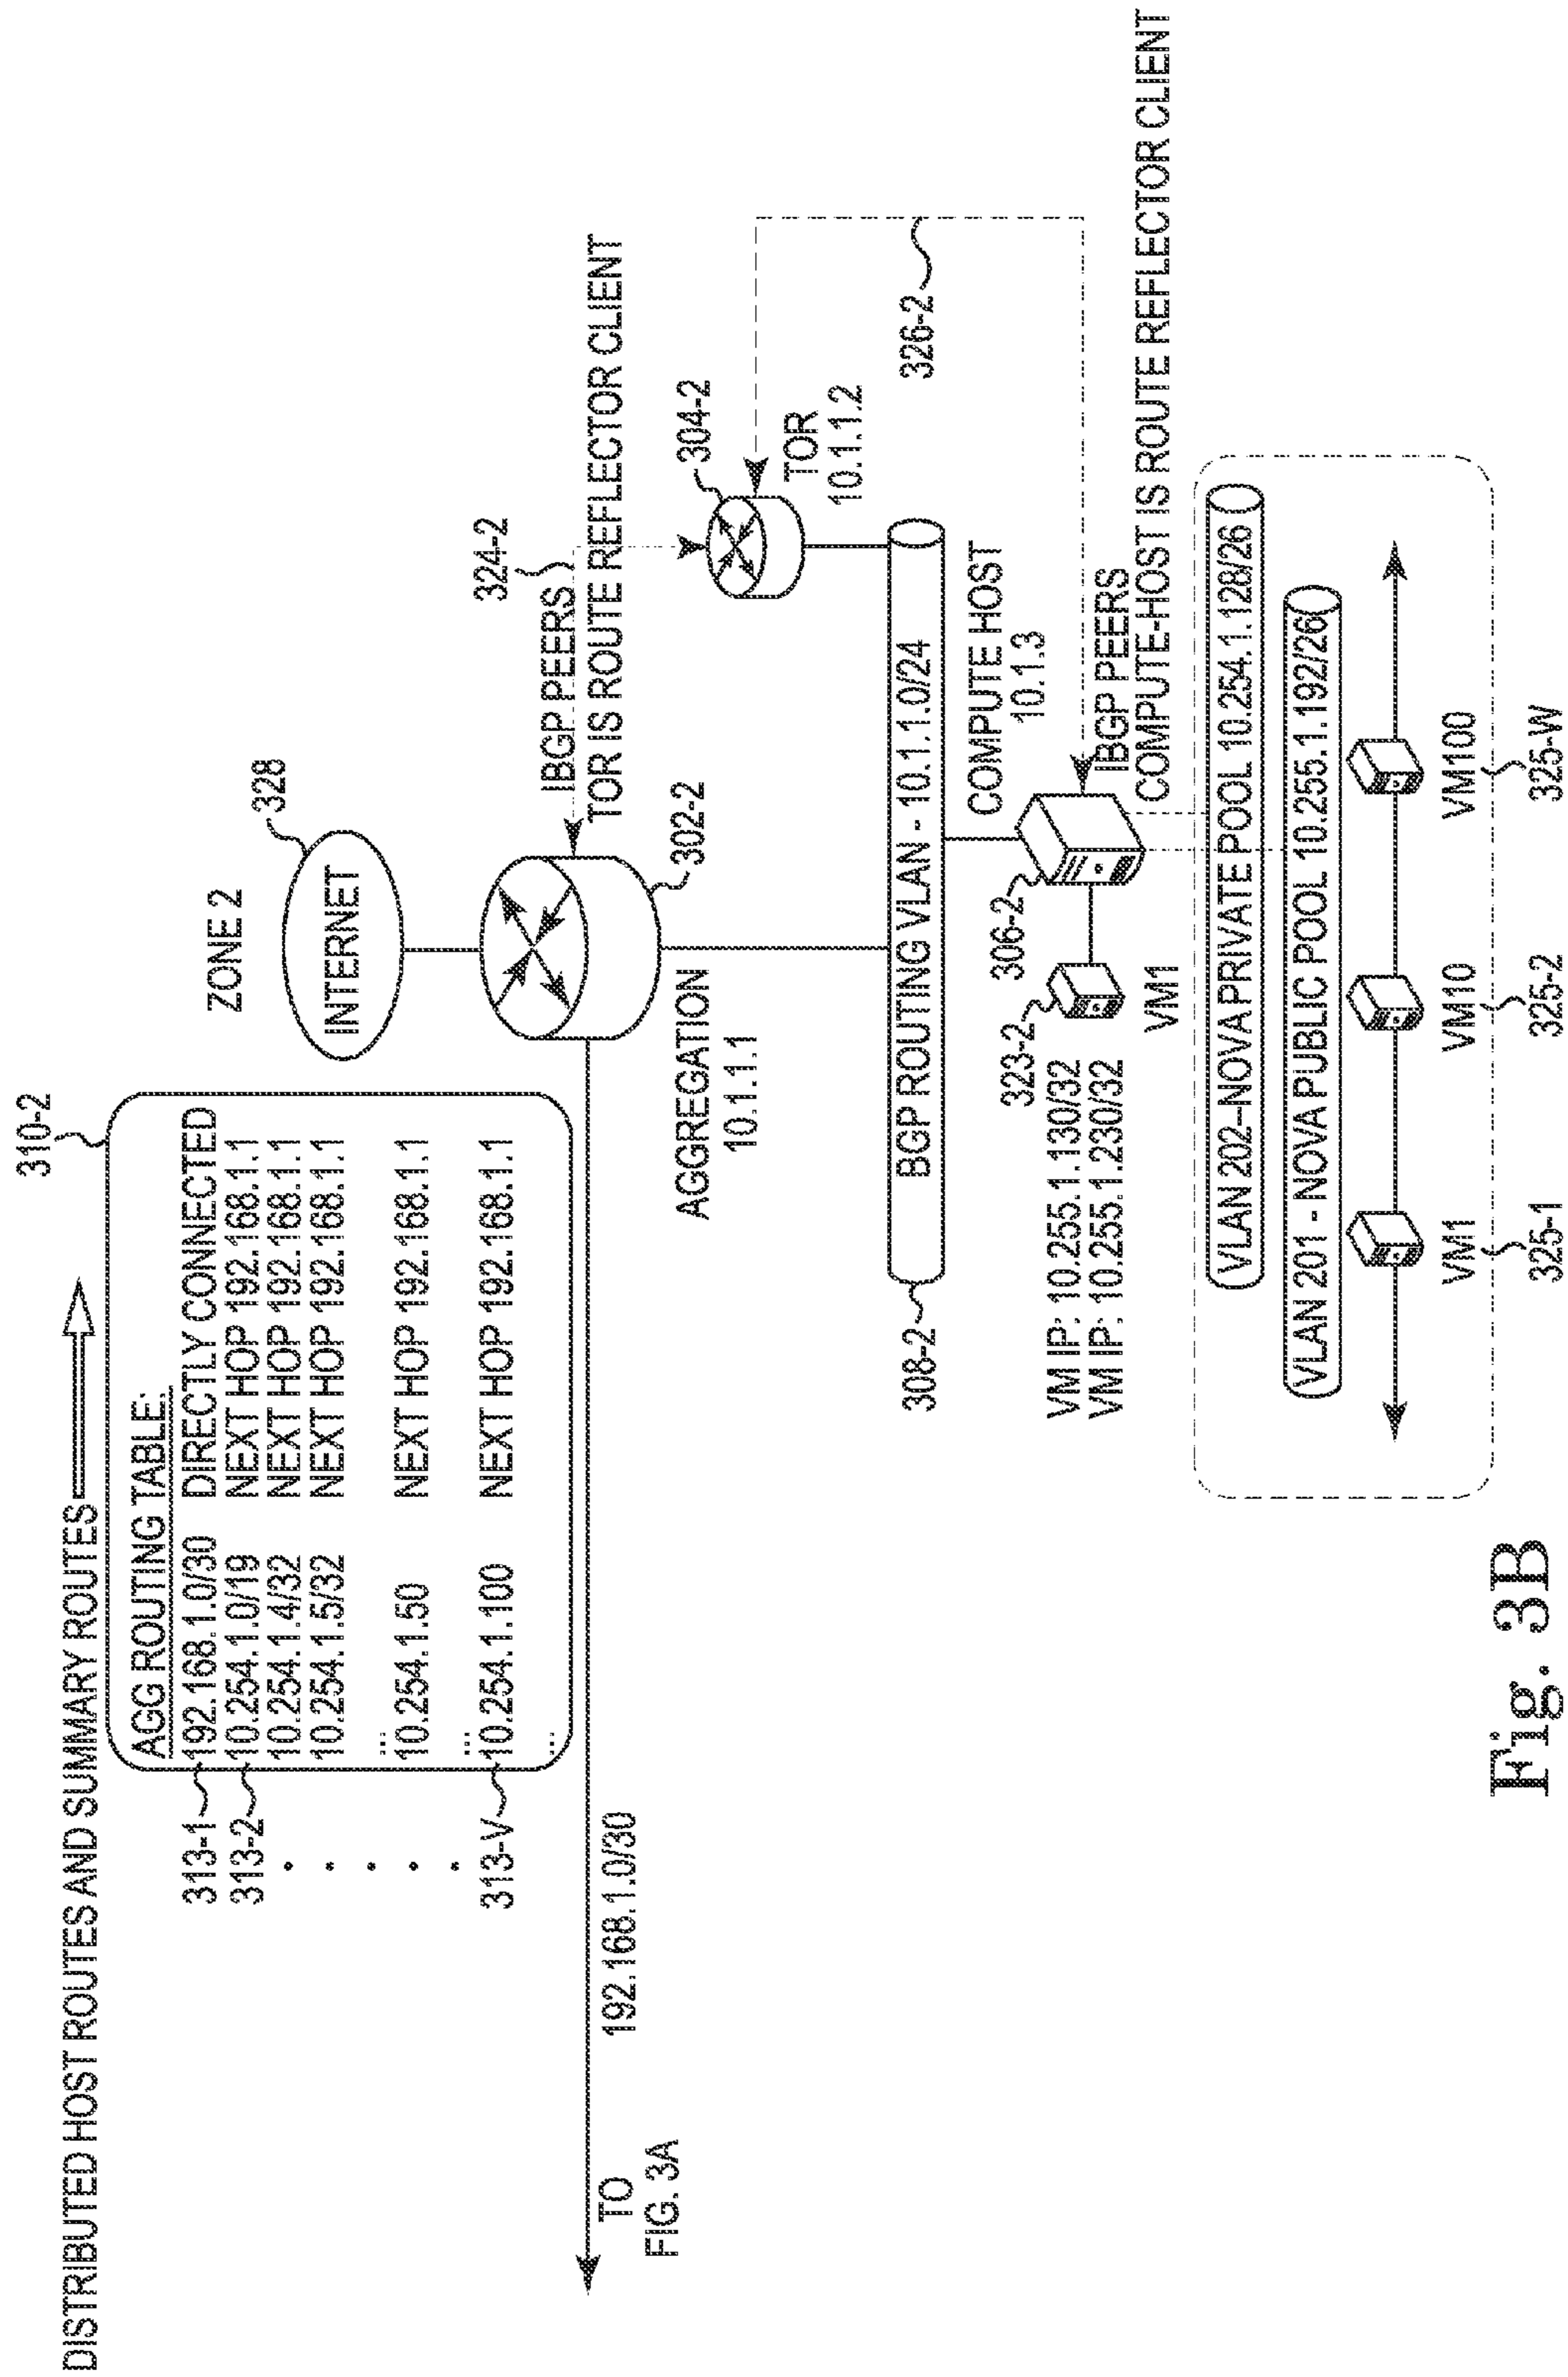 DISTRIBUTED HOST ROUTES AND SUMMARY ROUTES
310-2
AGG ROUTING TABLE:
313-1 192.168.1.0/30 DIRECTLY CONNECTED
313-2 10.254.1.0/19 NEXT HOP 192.168.1.1
10.254.1.4/32 NEXT HOP 192.168.1.1
10.254.1.5/32 NEXT HOP 192.168.1.1
...
10.254.1.50 NEXT HOP 192.168.1.1
...
313-V 10.254.1.100 NEXT HOP 192.168.1.1
...
ZONE 2
INTERNET
328
324-2
IBGP PEERS
TOR IS ROUTE REFLECTOR CLIENT
302-2
192.168.1.0/30
TO
FIG. 3A
AGGREGATION
10.1.1.1
304-2
TOR
10.1.1.2
326-2
BGP ROUTING VLAN - 10.1.1.0/24
308-2
COMPUTE HOST
10.1.3
306-2
323-2
VM IP: 10.255.1.130/32
VM IP: 10.255.1.230/32
VM1
IBGP PEERS
COMPUTE-HOST IS ROUTE REFLECTOR CLIENT
VLAN 202–NOVA PRIVATE POOL 10.254.1.128/26
VLAN 201 - NOVA PUBLIC POOL 10.255.1.192/26
VM1
VM10
VM100
325-1
325-2
325-W
Fig. 3B